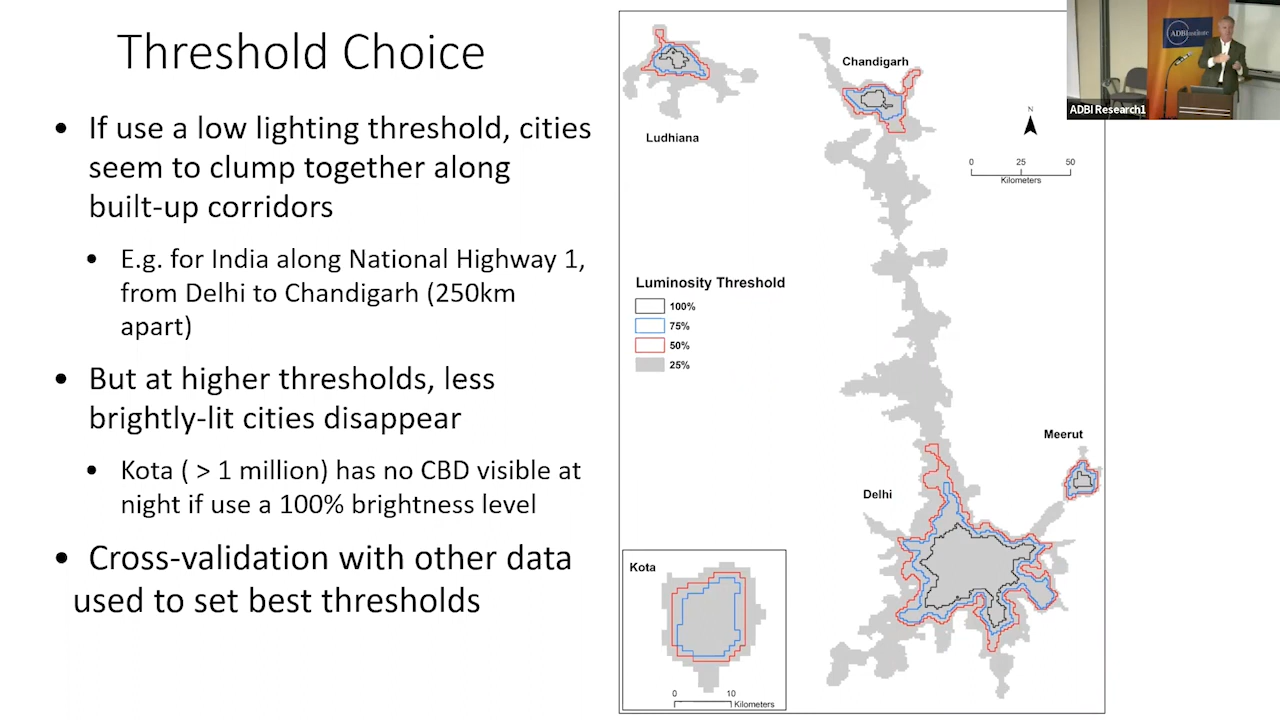 Threshold Choice
• If use a low lighting threshold, cities
seem to clump together along
built-up corridors
• E.g. for India along National Highway 1,
from Delhi to Chandigarh (250km
apart)
• But at higher thresholds, less
brightly-lit cities disappear
• Kota ( > 1 million) has no CBD visible at
night if use a 100% brightness level
• Cross-validation with other data
used to set best thresholds
Ludhiana
Chandigarh
N
0 25 50
Kilometers
Luminosity Threshold
100%
75%
50%
25%
Meerut
Delhi
Kota
0 10
Kilometers
ADBInstitute
ADBI Research1